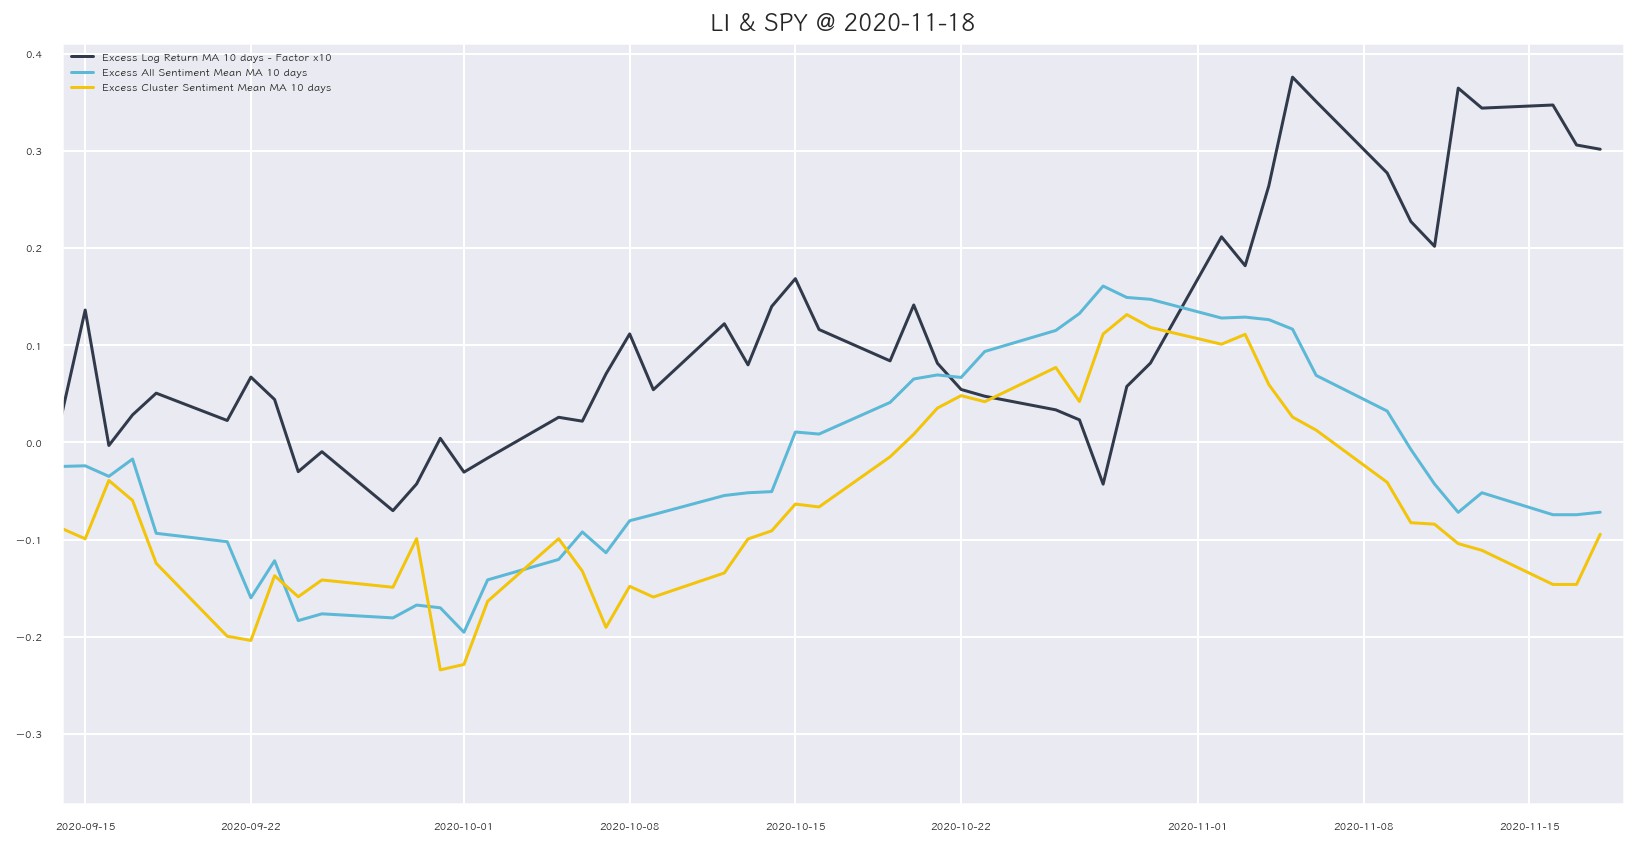 LI & SPY @ 2020-11-18
Excess Log Return MA 10 days - Factor x10
Excess All Sentiment Mean MA 10 days
Excess Cluster Sentiment Mean MA 10 days
0.4
0.3
0.2
0.1
0.0
−0.1
−0.2
−0.3
2020-09-15 2020-09-22 2020-10-01 2020-10-08 2020-10-15 2020-10-22 2020-11-01 2020-11-08 2020-11-15